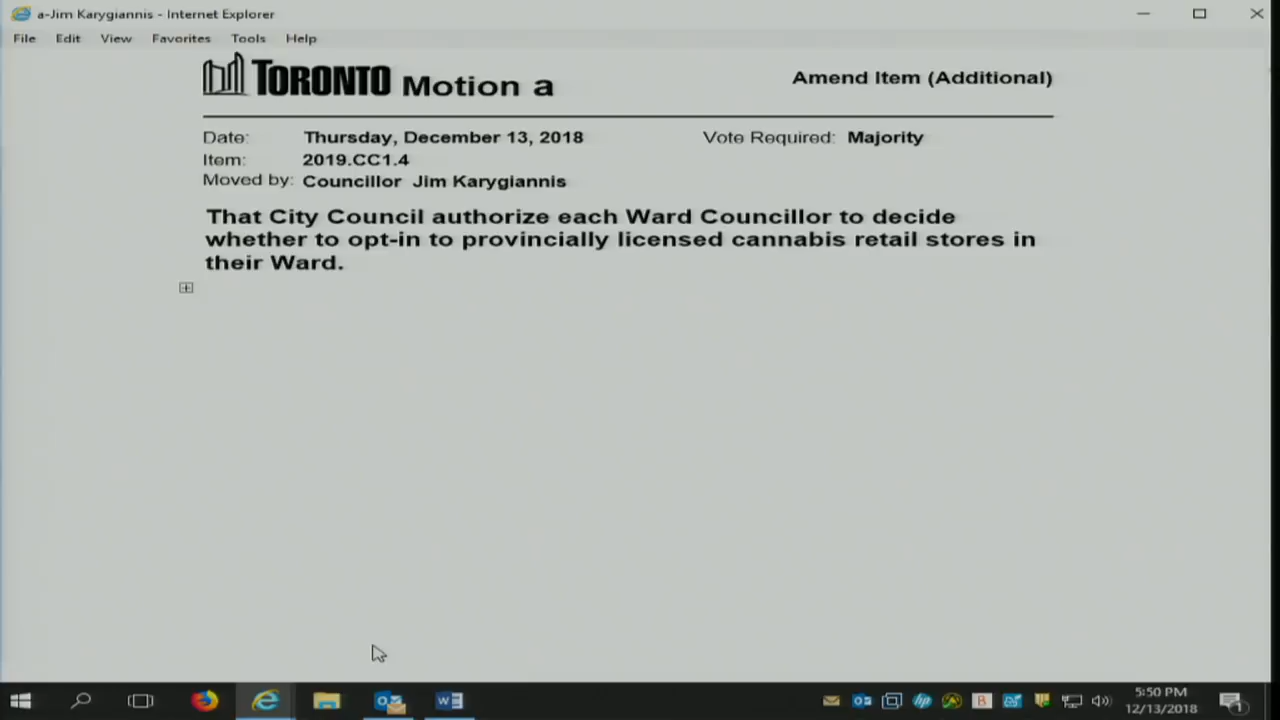 a-Jim Karygiannis - Internet Explorer
File Edit View Favorites Tools Help
TORONTO Motion a
Amend Item (Additional)
Date: Thursday, December 13, 2018 Vote Required: Majority
Item: 2019.CC1.4
Moved by: Councillor Jim Karygiannis
That City Council authorize each Ward Councillor to decide
whether to opt-in to provincially licensed cannabis retail stores in
their Ward.
5:50 PM
12/13/2018